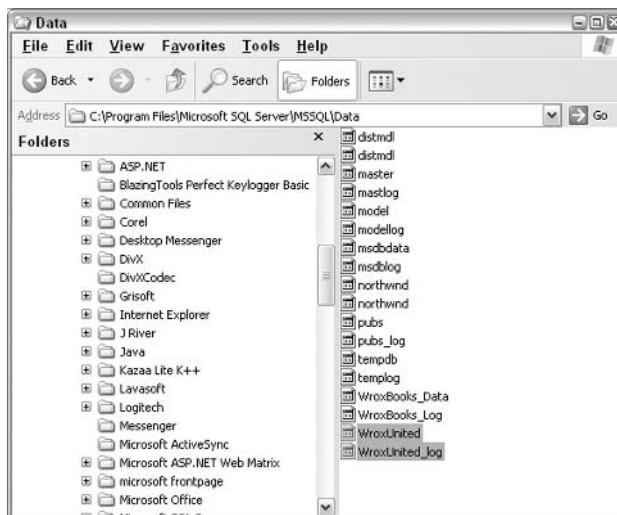 Data
File Edit View Favorites Tools Help
Back Search Folders
Address C:\Program Files\Microsoft SQL Server\MSSQL\Data Go
Folders
ASP.NET
BlazingTools Perfect Keylogger Basic
Common Files
Corel
Desktop Messenger
DivX
DivXCodec
Grisoft
Internet Explorer
J River
Java
Kazaa Lite K++
Lavasoft
Logitech
Messenger
Microsoft ActiveSync
Microsoft ASP.NET Web Matrix
microsoft frontpage
Microsoft Office
distmdl
distmdl
master
mastlog
model
modellog
msdbdata
msdblog
northwnd
northwnd
pubs
pubs_log
tempdb
templog
WroxBooks_Data
WroxBooks_Log
WroxUnited
WroxUnited_log